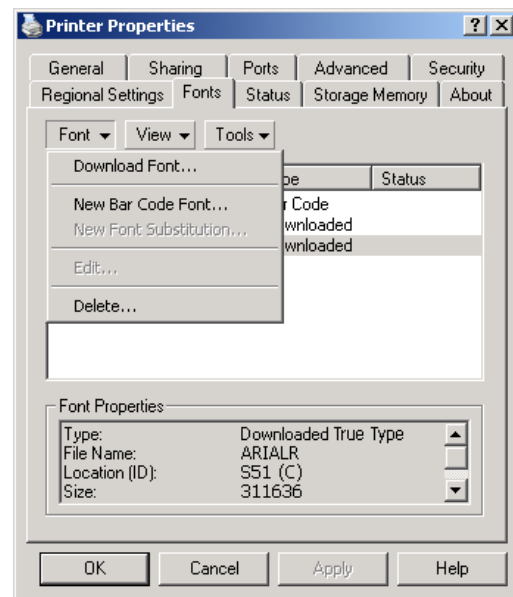 Printer Properties
General Sharing Ports Advanced Security
Regional Settings Fonts Status Storage Memory About
Font View Tools
Download Font...
Status
New Bar Code Font...
Code
New Font Substitution...
wnloaded
wnloaded
Edit...
Delete...
Font Properties
Type: Downloaded True Type
File Name: ARIALR
Location (ID): S51 (C)
Size: 311636
OK Cancel Apply Help